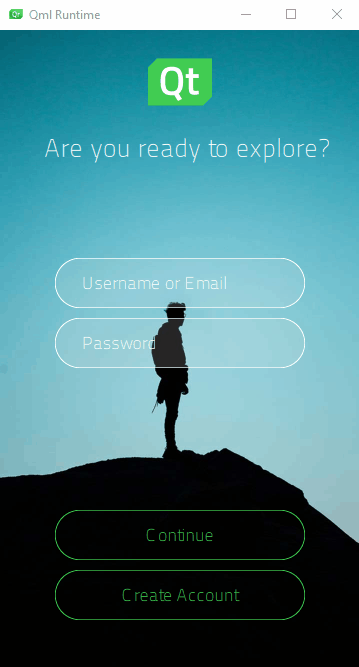 Qml Runtime
Qt
Are you ready to explore?
Username or Email
Password
Continue
Create Account